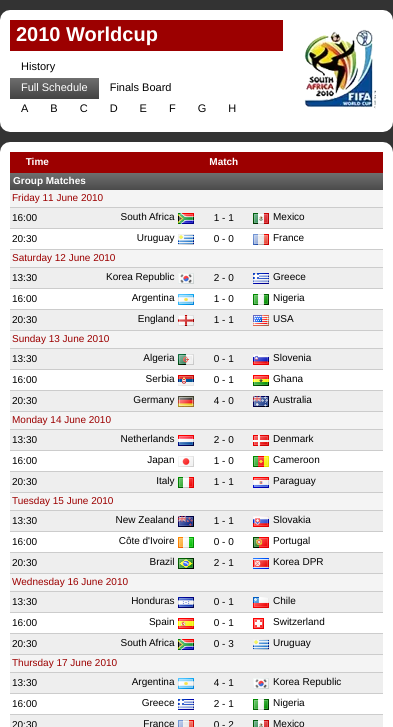 2010 Worldcup
History
Full Schedule Finals Board
A B C D E F G H
SOUTH AFRICA
2010
FIFA
WORLD CUP
Time Match
Group Matches
Friday 11 June 2010
16:00 South Africa 1 - 1 Mexico
20:30 Uruguay 0 - 0 France
Saturday 12 June 2010
13:30 Korea Republic 2 - 0 Greece
16:00 Argentina 1 - 0 Nigeria
20:30 England 1 - 1 USA
Sunday 13 June 2010
13:30 Algeria 0 - 1 Slovenia
16:00 Serbia 0 - 1 Ghana
20:30 Germany 4 - 0 Australia
Monday 14 June 2010
13:30 Netherlands 2 - 0 Denmark
16:00 Japan 1 - 0 Cameroon
20:30 Italy 1 - 1 Paraguay
Tuesday 15 June 2010
13:30 New Zealand 1 - 1 Slovakia
16:00 Côte d'Ivoire 0 - 0 Portugal
20:30 Brazil 2 - 1 Korea DPR
Wednesday 16 June 2010
13:30 Honduras 0 - 1 Chile
16:00 Spain 0 - 1 Switzerland
20:30 South Africa 0 - 3 Uruguay
Thursday 17 June 2010
13:30 Argentina 4 - 1 Korea Republic
16:00 Greece 2 - 1 Nigeria
20:30 France 0 - 2 Mexico